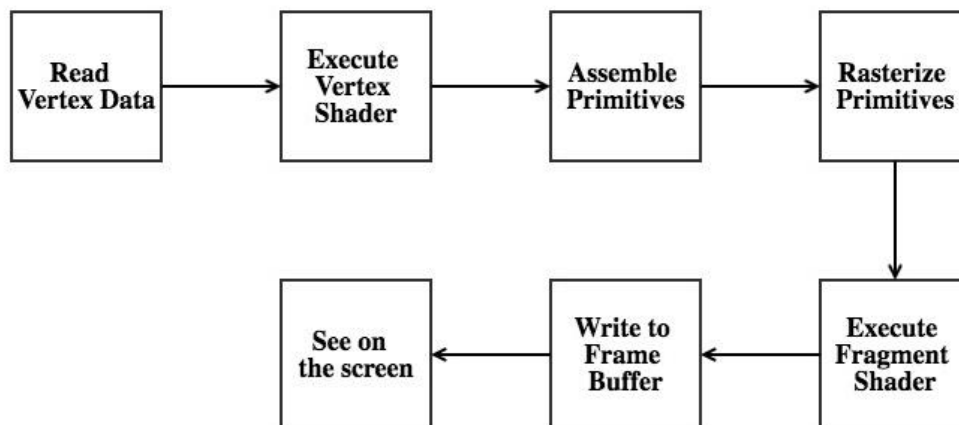 Read
Vertex Data
Execute
Vertex
Shader
Assemble
Primitives
Rasterize
Primitives
Execute
Fragment
Shader
Write to
Frame
Buffer
See on
the screen